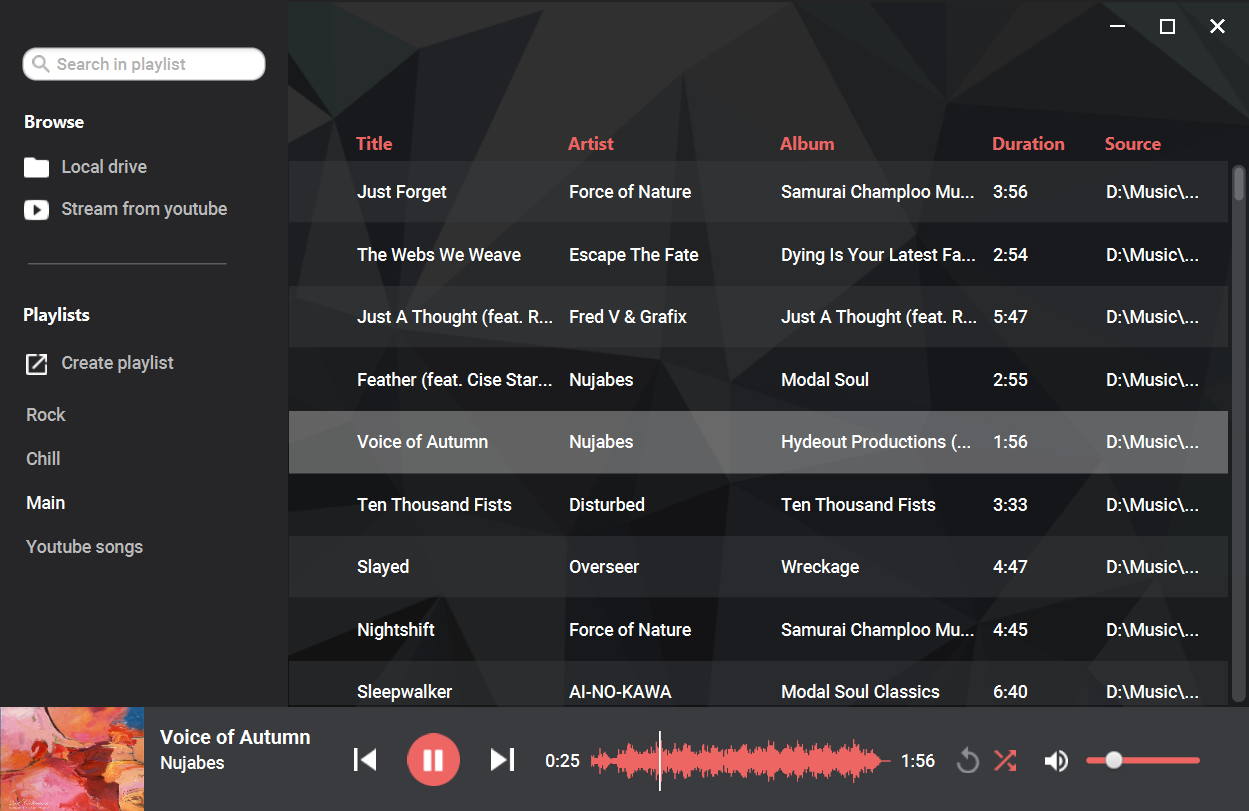 Search in playlist
Browse
Local drive
Stream from youtube
Playlists
Create playlist
Rock
Chill
Main
Youtube songs
Title Artist Album Duration Source
Just Forget Force of Nature Samurai Champloo Mu... 3:56 D:\Music\...
The Webs We Weave Escape The Fate Dying Is Your Latest Fa... 2:54 D:\Music\...
Just A Thought (feat. R... Fred V & Grafix Just A Thought (feat. R... 5:47 D:\Music\...
Feather (feat. Cise Star... Nujabes Modal Soul 2:55 D:\Music\...
Voice of Autumn Nujabes Hydeout Productions (... 1:56 D:\Music\...
Ten Thousand Fists Disturbed Ten Thousand Fists 3:33 D:\Music\...
Slayed Overseer Wreckage 4:47 D:\Music\...
Nightshift Force of Nature Samurai Champloo Mu... 4:45 D:\Music\...
Sleepwalker AI-NO-KAWA Modal Soul Classics 6:40 D:\Music\...
Voice of Autumn
Nujabes
0:25 1:56